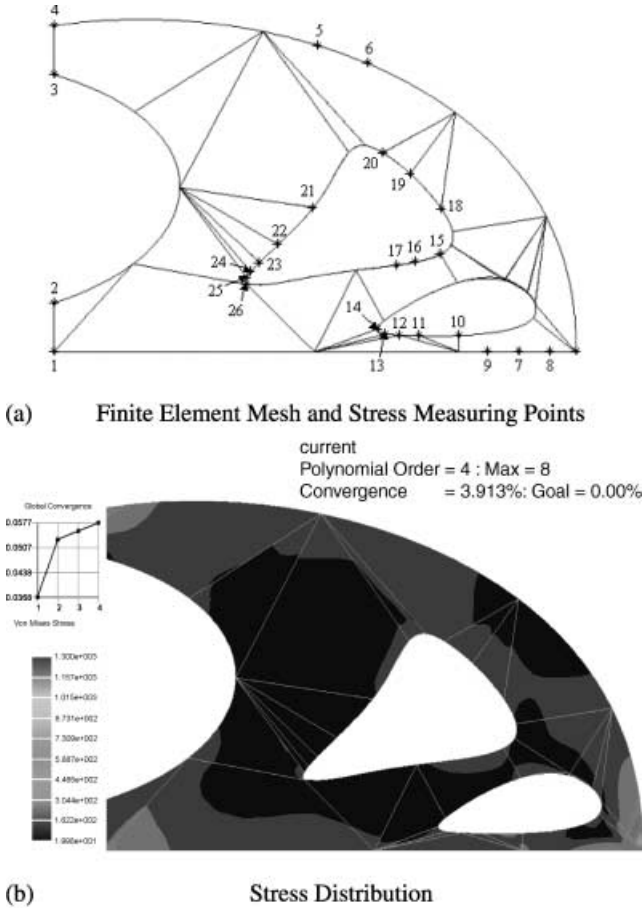 4
5
6
3
20
19
21
18
22
15
24
23
17
16
25
26
2
14
12
11
10
1
13
9
7
8
(a) Finite Element Mesh and Stress Measuring Points
current
Polynomial Order = 4 : Max = 8
Convergence = 3.913%: Goal = 0.00%
Global Convergence
0.0577
0.0507
0.0438
0.0368
1 2 3 4
Von Mises Stress
1.300e+003
1.157e+003
1.015e+003
8.731e+002
7.309e+002
5.887e+002
4.465e+002
3.044e+002
1.622e+002
(b) Stress Distribution